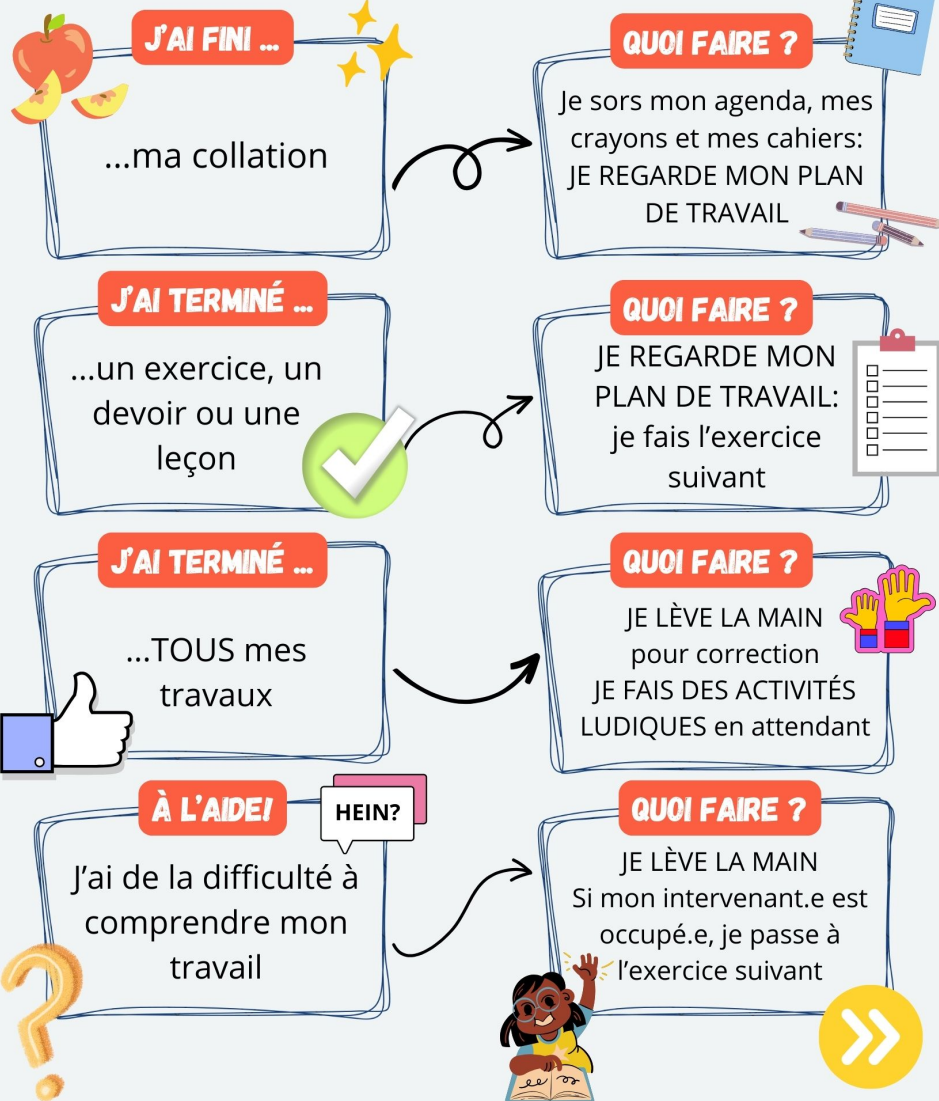 J'AI FINI ...
...ma collation
QUOI FAIRE ?
Je sors mon agenda, mes
crayons et mes cahiers:
JE REGARDE MON PLAN
DE TRAVAIL
J'AI TERMINÉ ...
...un exercice, un
devoir ou une
leçon
QUOI FAIRE ?
JE REGARDE MON
PLAN DE TRAVAIL:
je fais l'exercice
suivant
J'AI TERMINÉ ...
...TOUS mes
travaux
QUOI FAIRE ?
JE LÈVE LA MAIN
pour correction
JE FAIS DES ACTIVITÉS
LUDIQUES en attendant
À L'AIDE!
HEIN?
J'ai de la difficulté à
comprendre mon
travail
QUOI FAIRE ?
JE LÈVE LA MAIN
Si mon intervenant.e est
occupé.e, je passe à
l'exercice suivant